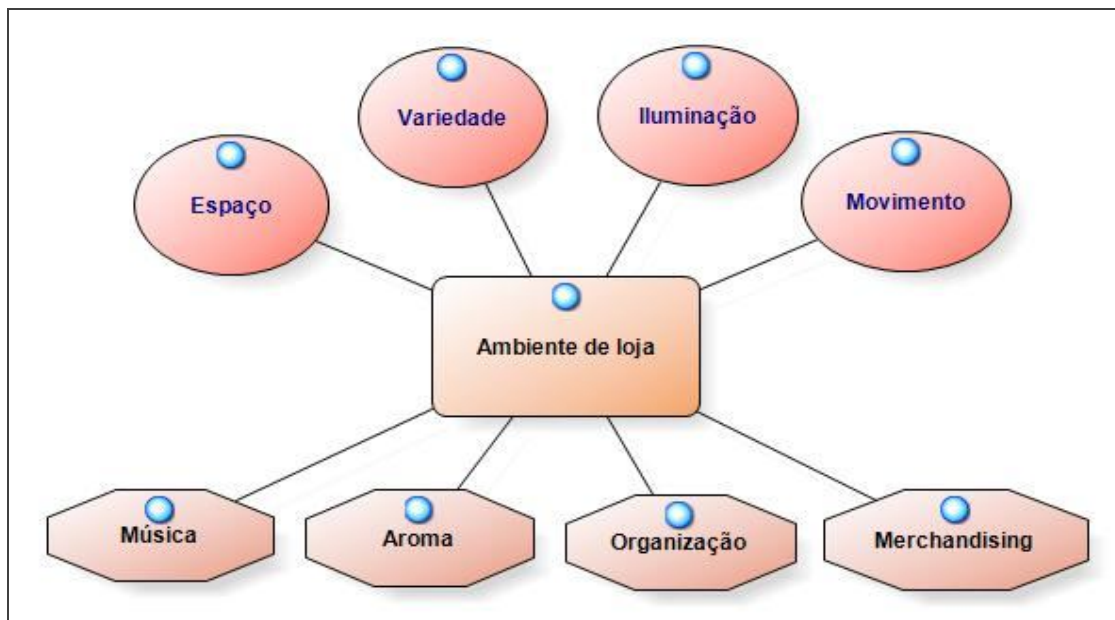 Variedade
Iluminação
Espaço
Movimento
Ambiente de loja
Música
Aroma
Organização
Merchandising